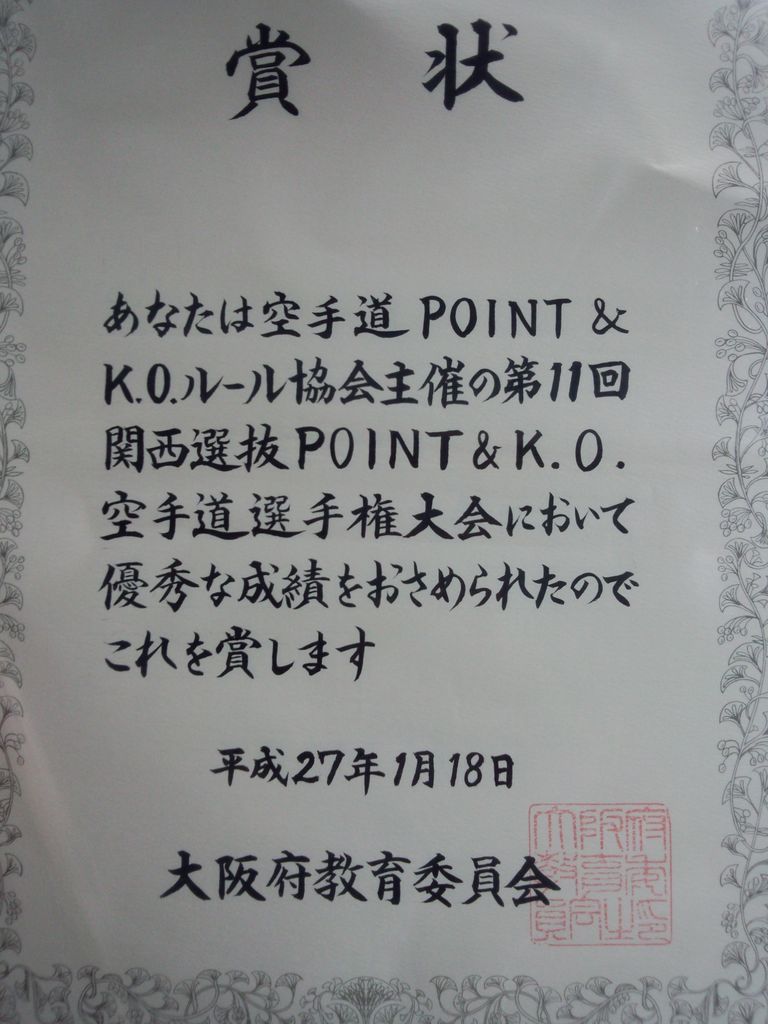 賞状
あなたは空手道POINT &
K.O.ルール協会主催の第11回
関西選抜POINT & K.O.
空手道選手権大会において
優秀な成績をおさめられたので
これを賞します
平成27年1月18日
大阪府教育委員会